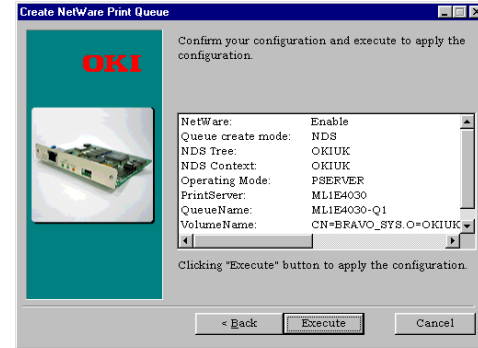 Create NetWare Print Queue
OKI
Confirm your configuration and execute to apply the
configuration.
NetWare: Enable
Queue create mode: NDS
NDS Tree: OKIUK
NDS Context: OKIUK
Operating Mode: PSERVER
PrintServer: ML1E4030
QueueName: ML1E4030-Q1
VolumeName: CN=BRAVO_SYS.O=OKIUK
Clicking "Execute" button to apply the configuration.
< Back Execute Cancel